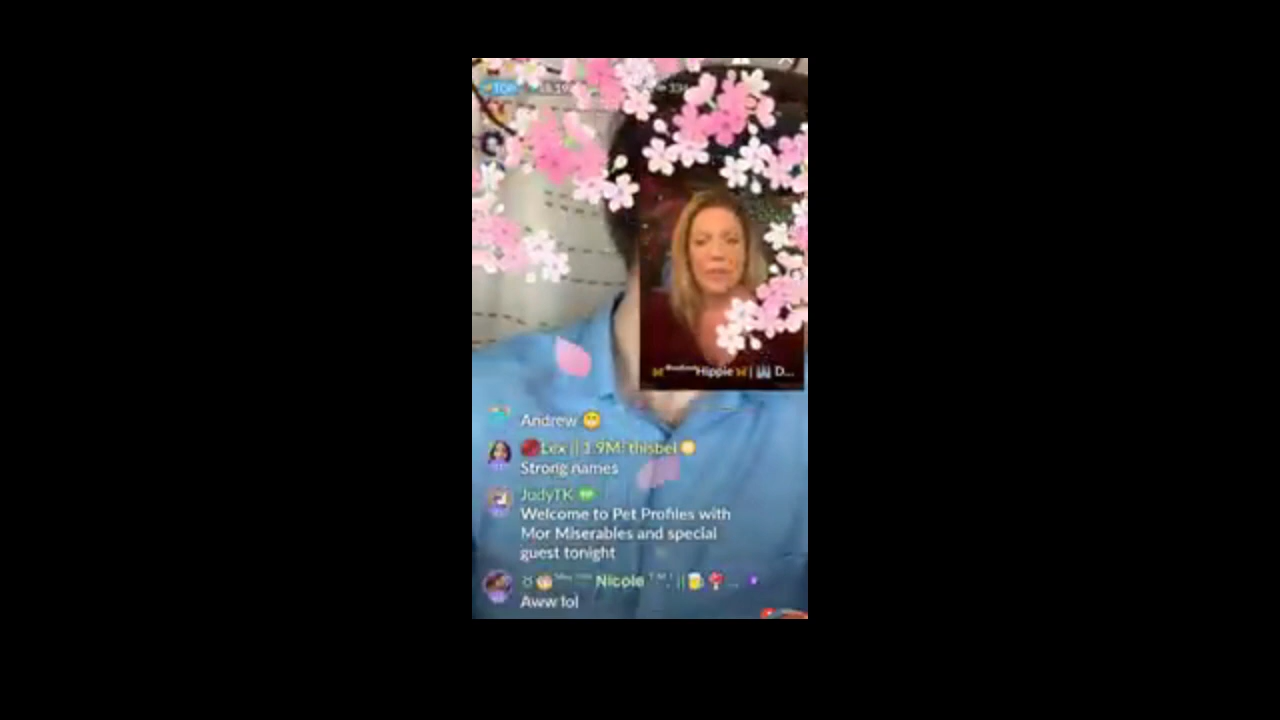 TOP
Hippie | D...
Andrew
Lex || 1.9M: thisbel
Strong names
JudyTK
Welcome to Pet Profiles with
Mor Miserables and special
guest tonight
Nicole ||...
Aww lol